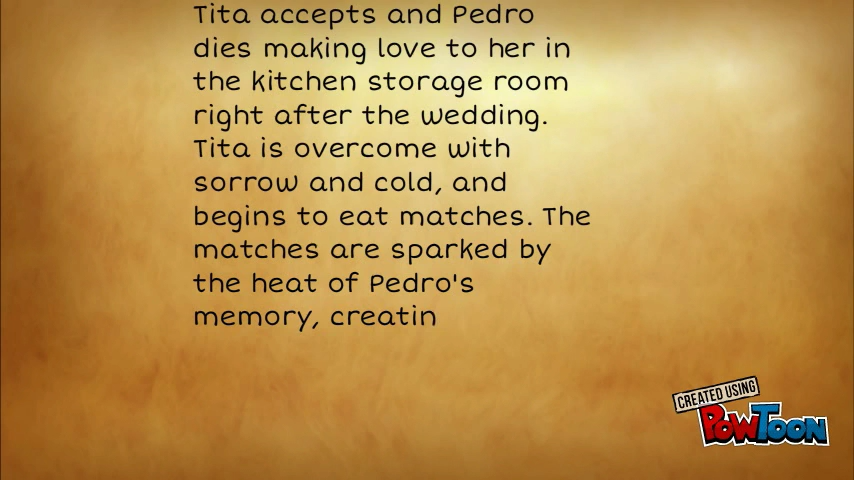 Tita accepts and Pedro
dies making love to her in
the kitchen storage room
right after the wedding.
Tita is overcome with
sorrow and cold, and
begins to eat matches. The
matches are sparked by
the heat of Pedro's
memory, creatin
CREATED USING
POWTOON